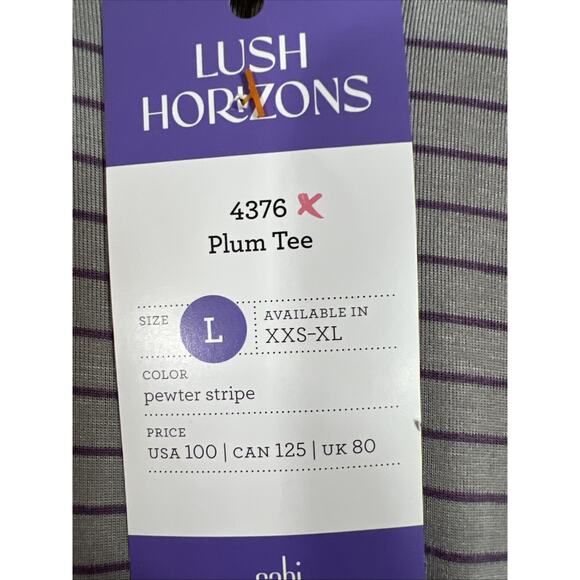 LUSH
HORIZONS
4376
Plum Tee
SIZE
L
AVAILABLE IN
XXS-XL
COLOR
pewter stripe
PRICE
USA 100 | CAN 125 | UK 80
cabi